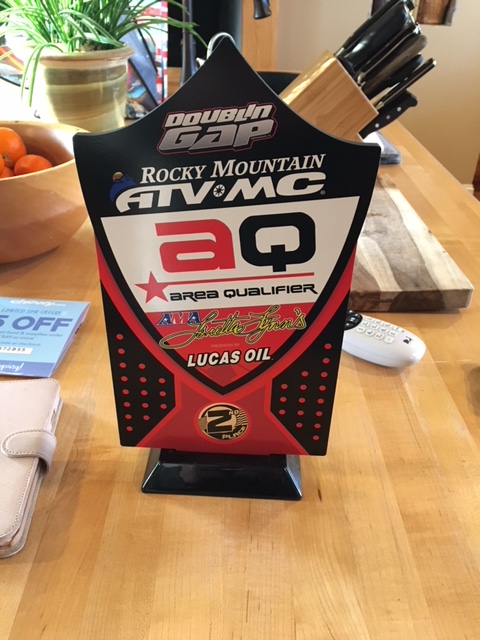 DOUBLIN
GAP
ROCKY MOUNTAIN
ATV MC
aQ
area qualifier
AMA Loretta Lynn's
LUCAS OIL
2ND
PLACE
OFF